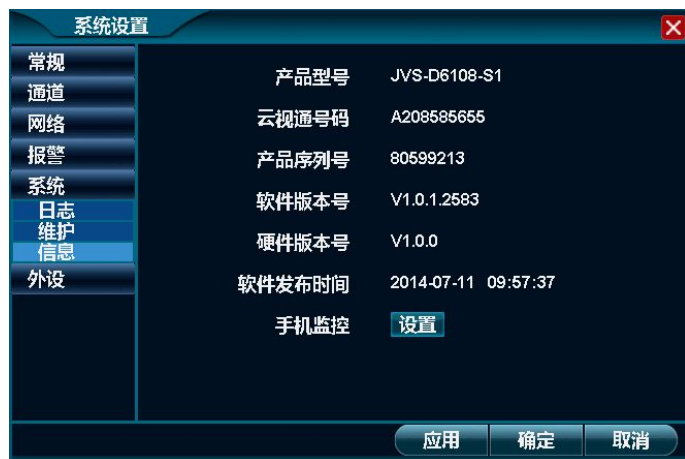 系统设置
常规
通道
网络
报警
系统
日志
维护
信息
外设
产品型号 JVS-D6108-S1
云视通号码 A208585655
产品序列号 80599213
软件版本号 V1.0.1.2583
硬件版本号 V1.0.0
软件发布时间 2014-07-11 09:57:37
手机监控 设置
应用 确定 取消